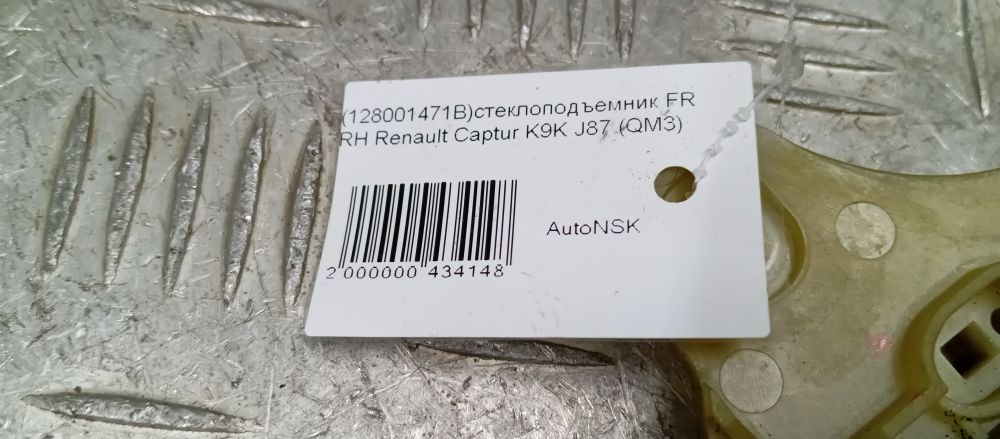 (128001471B)стеклоподъемник FR
RH Renault Captur K9K J87 (QM3)
AutoNSK
2 000000 434148